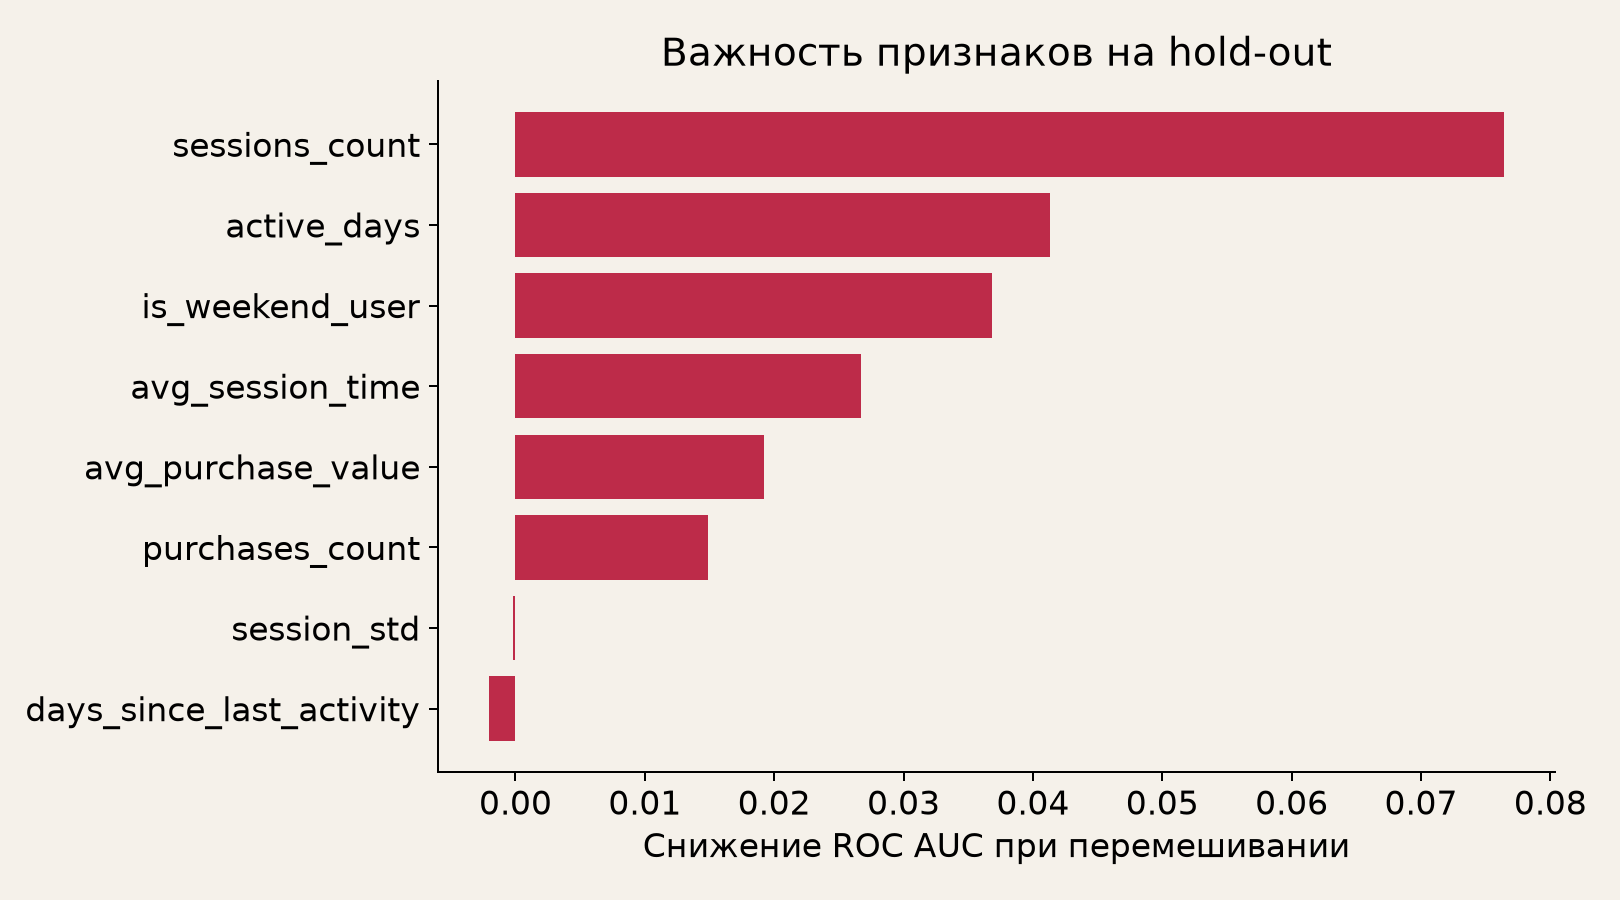 Важность признаков на hold-out
sessions_count
active_days
is_weekend_user
avg_session_time
avg_purchase_value
purchases_count
session_std
days_since_last_activity
0.00 0.01 0.02 0.03 0.04 0.05 0.06 0.07 0.08
Снижение ROC AUC при перемешивании